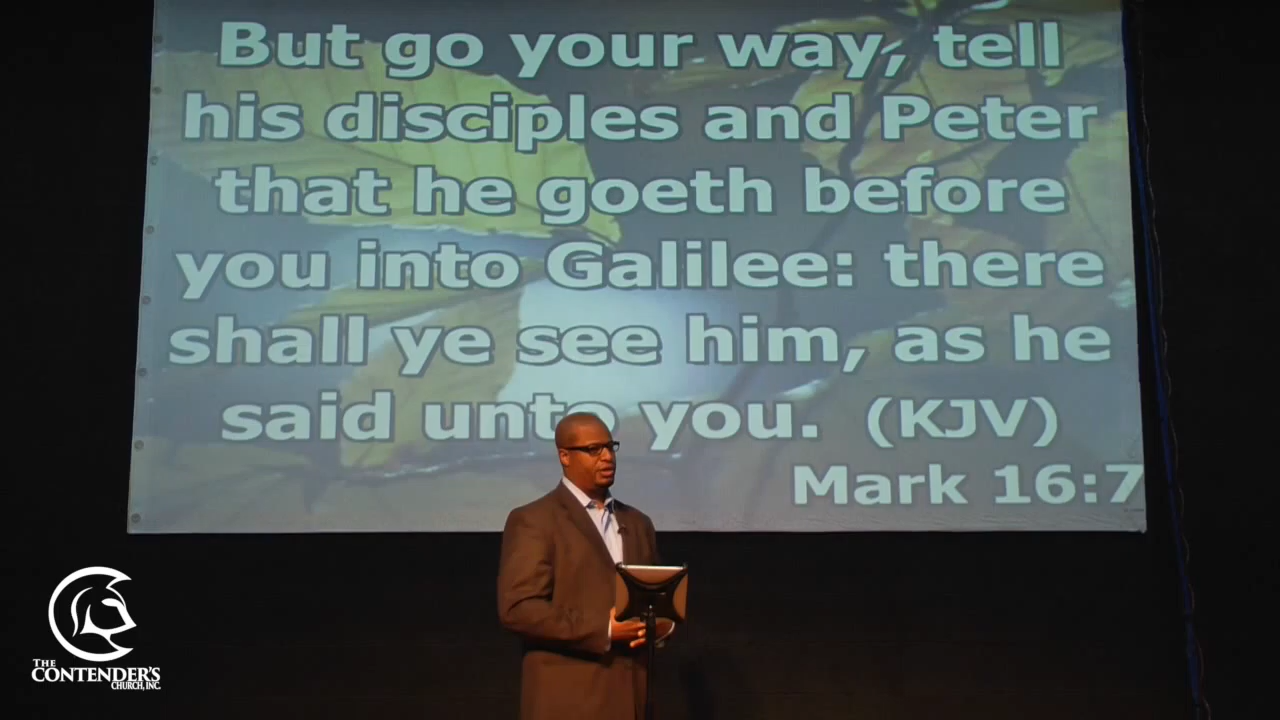 But go your way, tell
his disciples and Peter
that he goeth before
you into Galilee: there
shall ye see him, as he
said unto you. (KJV)
Mark 16:7
THE
CONTENDER'S
CHURCH, INC.